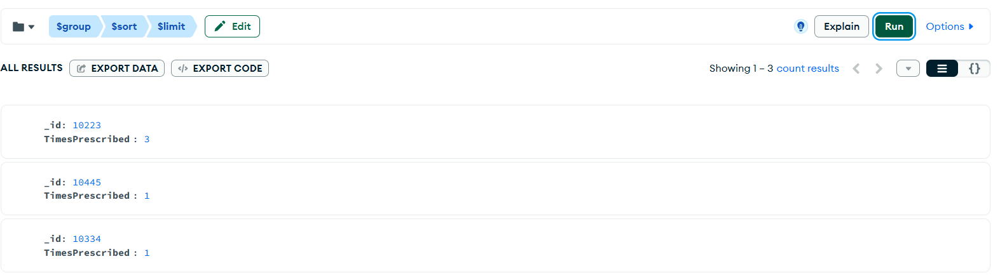 $group $sort $limit Edit Explain Run Options
ALL RESULTS EXPORT DATA </> EXPORT CODE Showing 1 – 3 count results {}
_id: 10223
TimesPrescribed : 3
_id: 10445
TimesPrescribed : 1
_id: 10334
TimesPrescribed : 1